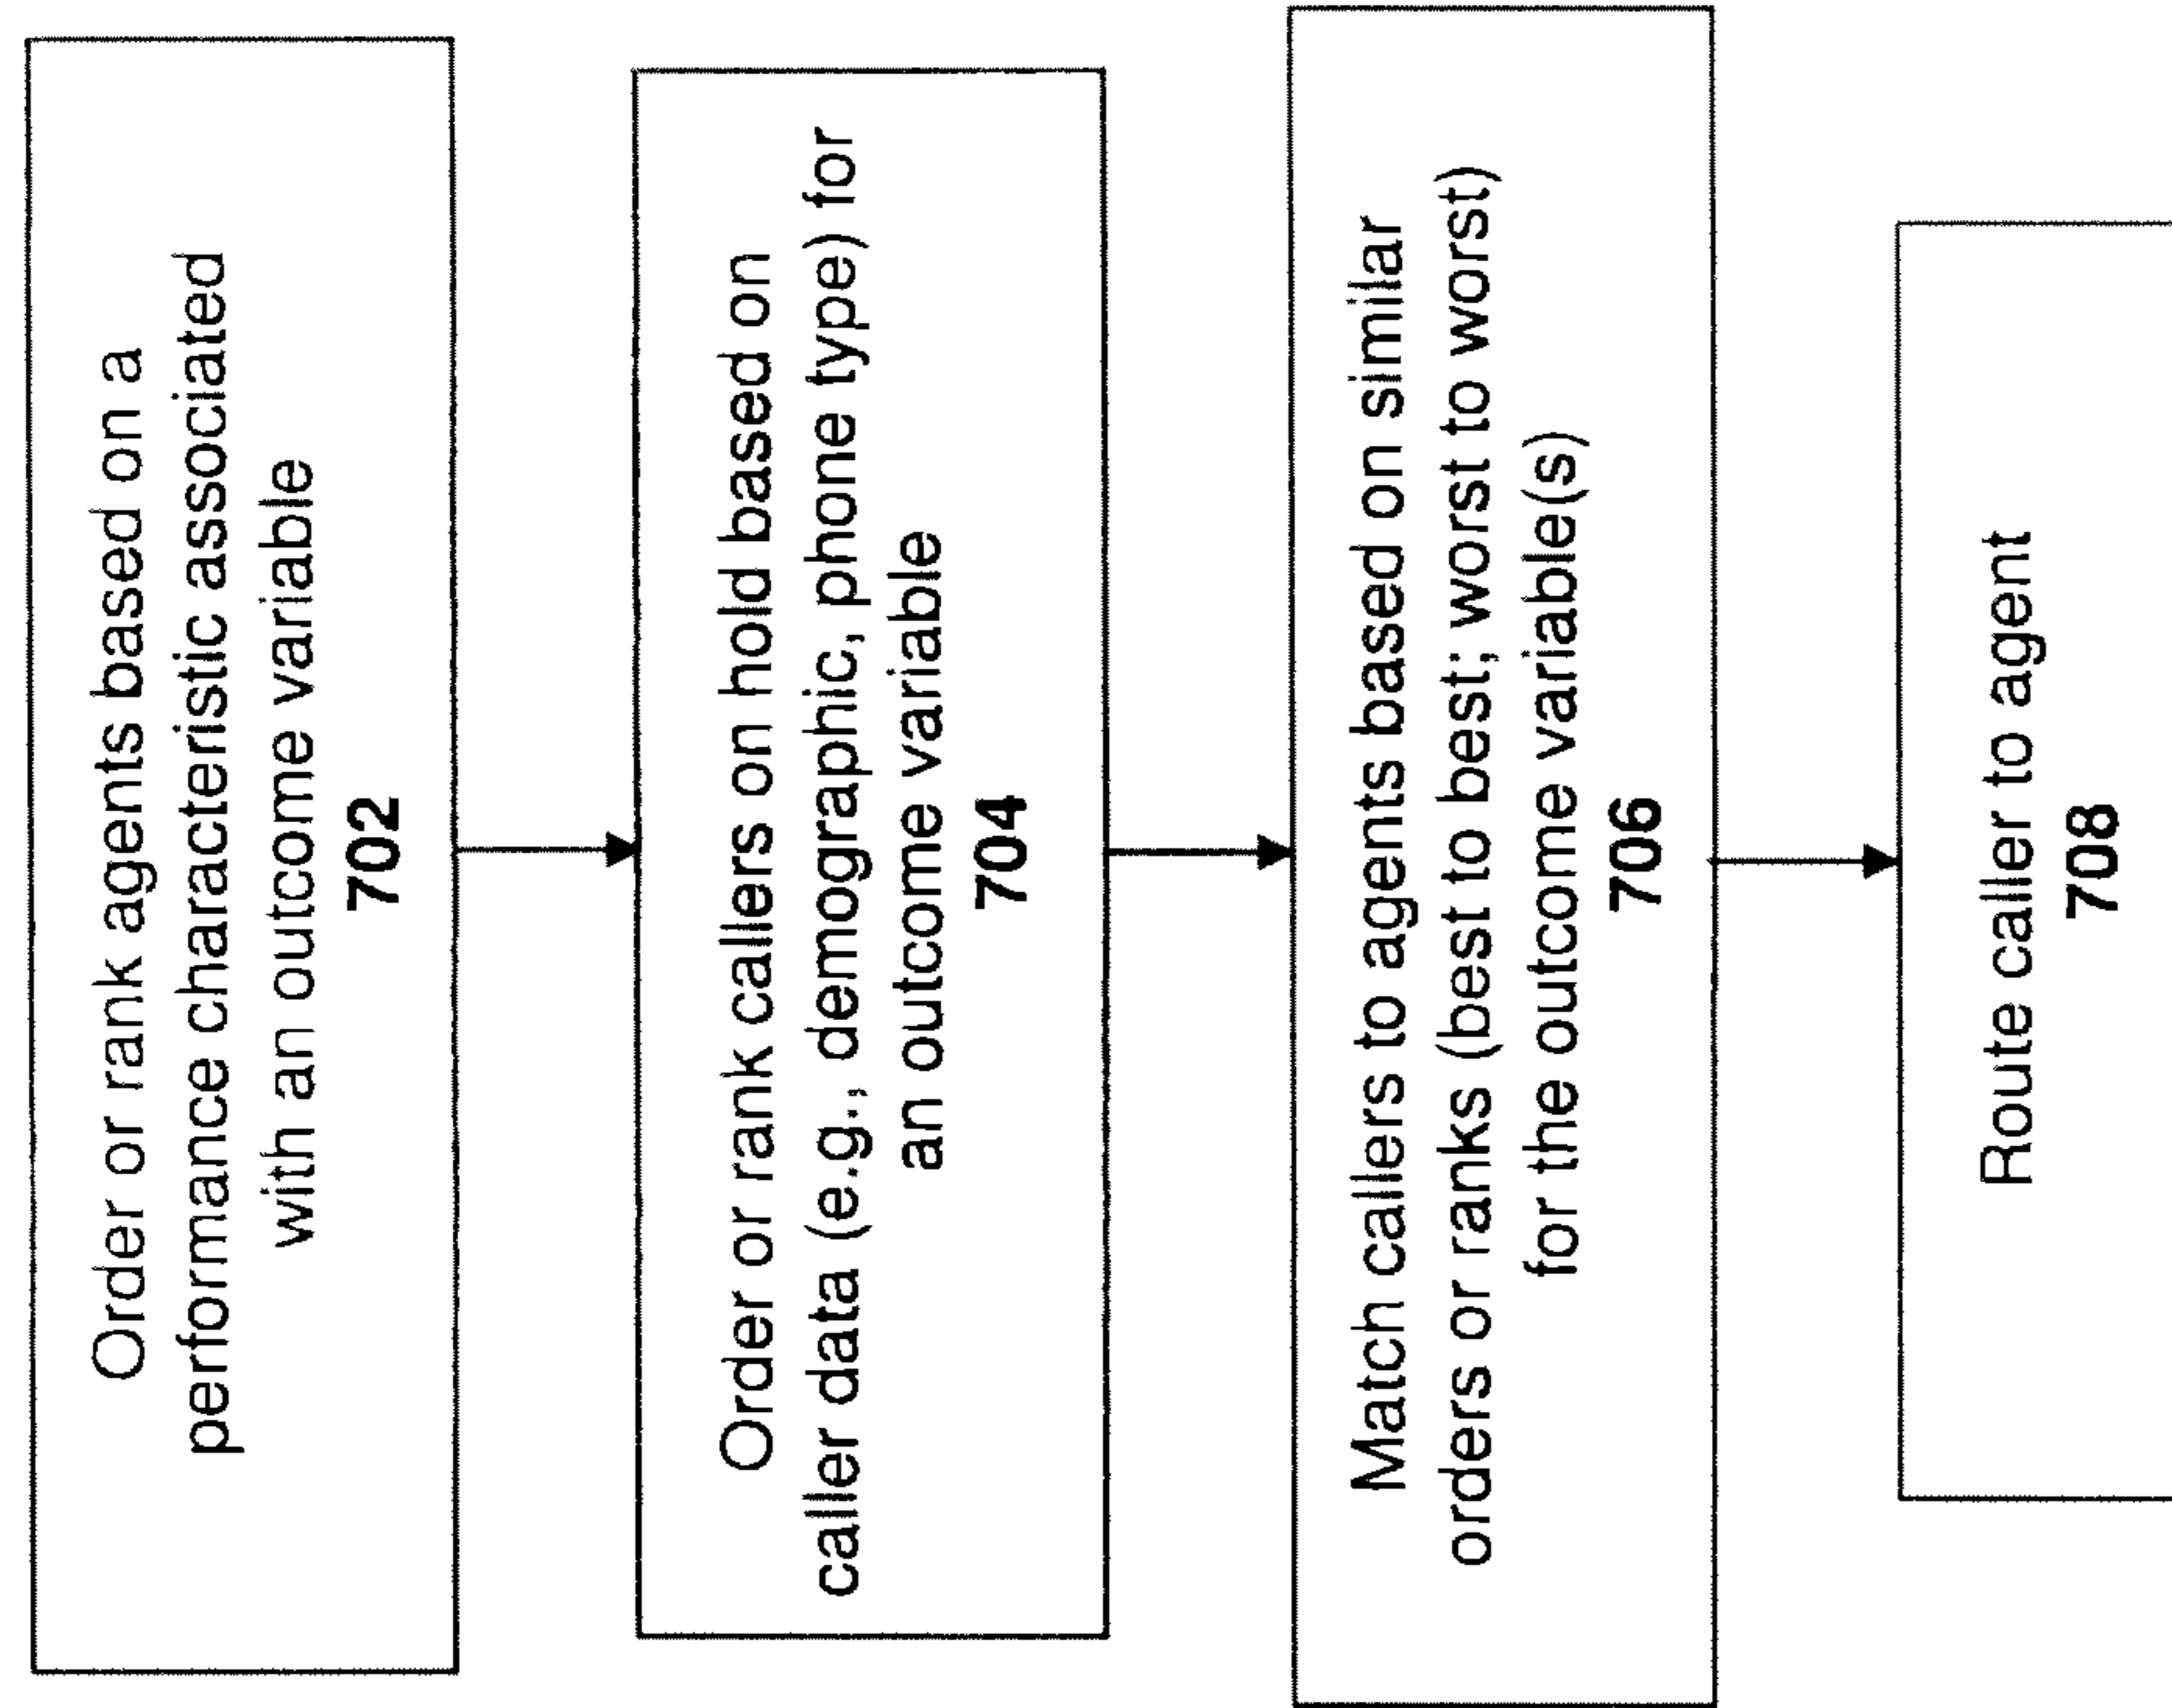 Order or rank agents based on a
performance characteristic associated
with an outcome variable
702
Order or rank callers on hold based on
caller data (e.g., demographic, phone type) for
an outcome variable
704
Match callers to agents based on similar
orders or ranks (best to best; worst to worst)
for the outcome variable(s)
706
Route caller to agent
708